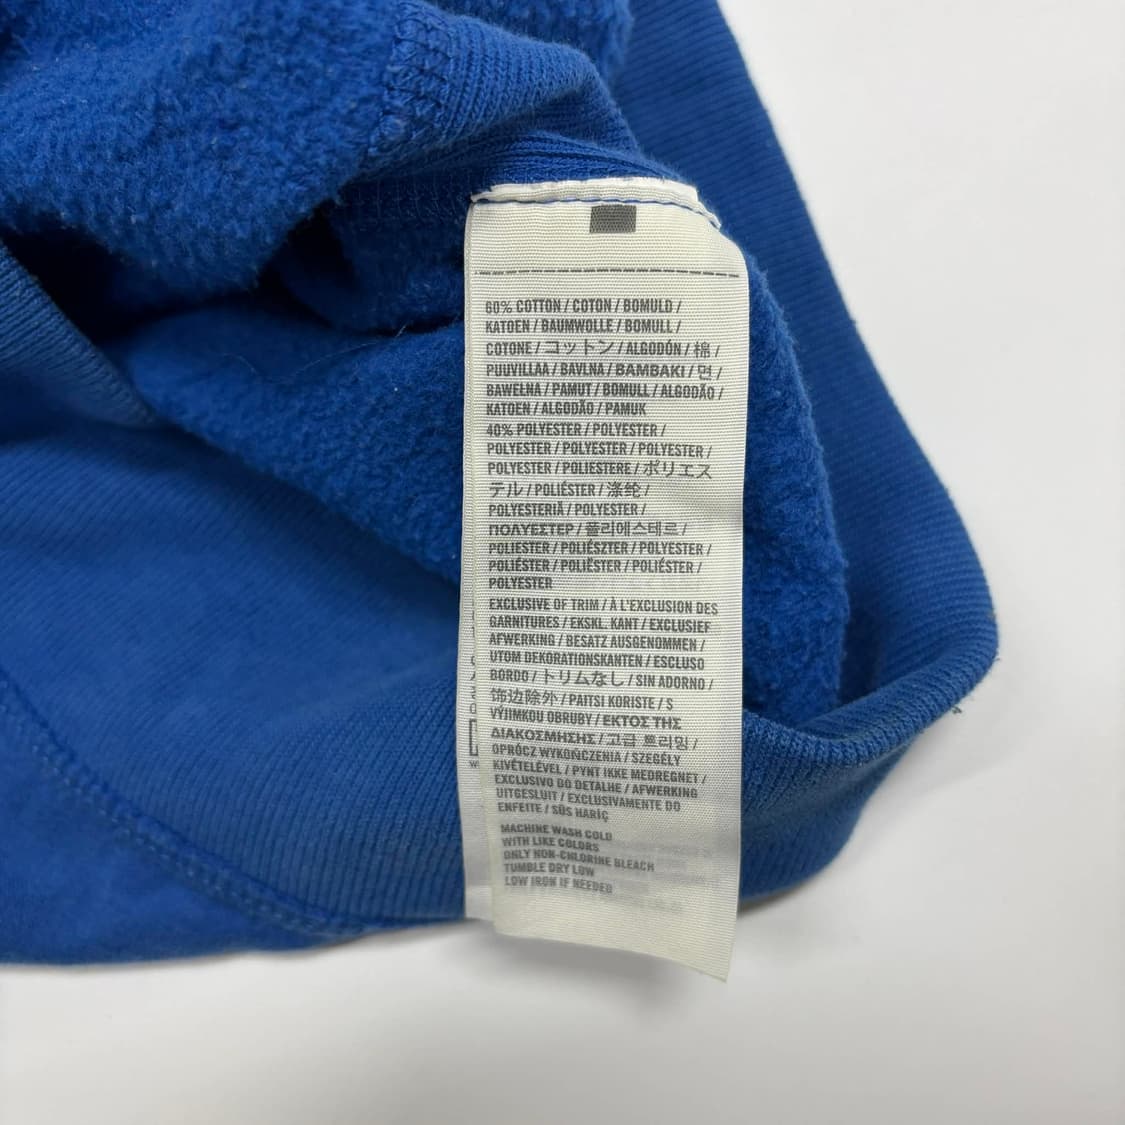 60% COTTON / COTON / BOMULD /
KATOEN / BAUMWOLLE / BOMULL /
COTONE / コットン / ALGODÓN / 棉 /
PUUVILLAA / BAVLNA / BAMBAKI / 면 /
BAWEŁNA / PAMUT / BOMULL / ALGODÃO /
KATOEN / ALGODÃO / PAMUK
40% POLYESTER / POLYESTER /
POLYESTER / POLYESTER / POLYESTER /
POLYESTER / POLIESTERE / ポリエス
テル / POLIÉSTER / 涤纶 /
POLYESTERIÄ / POLYESTER /
ΠΟΛΥΕΣΤΕΡ / 폴리에스테르 /
POLIESTER / POLIÉSZTER / POLYESTER /
POLIÉSTER / POLIËSTER / POLIÉSTER /
POLYESTER
EXCLUSIVE OF TRIM / À L'EXCLUSION DES
GARNITURES / EKSKL. KANT / EXCLUSIEF
AFWERKING / BESATZ AUSGENOMMEN /
UTOM DEKORATIONSKANTEN / ESCLUSO
BORDO / トリムなし / SIN ADORNO /
饰边除外 / PAITSI KORISTE / S
VÝJIMKOU OBRUBY / ΕΚΤΟΣ ΤΗΣ
ΔΙΑΚΟΣΜΗΣΗΣ / 고급 트리밍 /
OPRÓCZ WYKOŃCZENIA / SZEGÉLY
KIVÉTELÉVEL / PYNT IKKE MEDREGNET /
EXCLUSIVO DO DETALHE / AFWERKING
UITGESLUIT / EXCLUSIVAMENTE DO
ENFEITE / SÜS HARİÇ
MACHINE WASH COLD
WITH LIKE COLORS
ONLY NON-CHLORINE BLEACH
TUMBLE DRY LOW
LOW IRON IF NEEDED